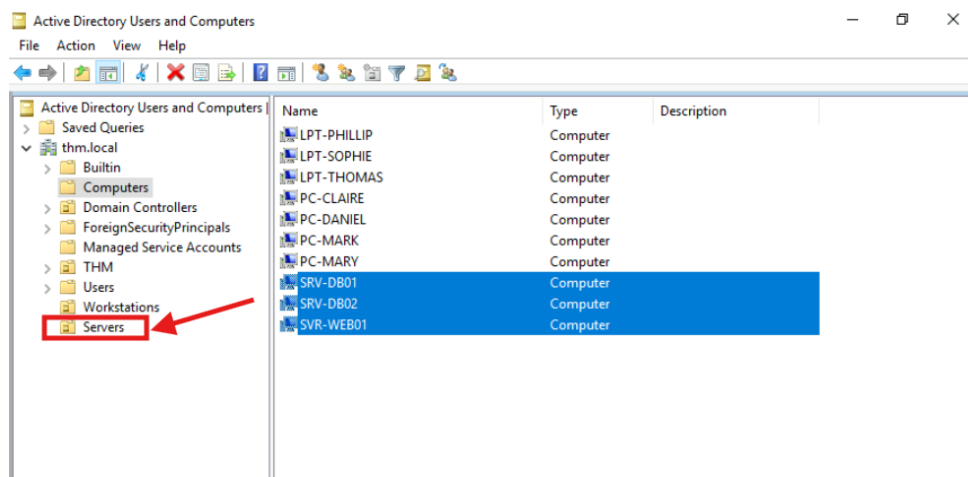 Active Directory Users and Computers
File Action View Help
Active Directory Users and Computers
Saved Queries
thm.local
Builtin
Computers
Domain Controllers
ForeignSecurityPrincipals
Managed Service Accounts
THM
Users
Workstations
Servers
Name Type Description
LPT-PHILLIP Computer
LPT-SOPHIE Computer
LPT-THOMAS Computer
PC-CLAIRE Computer
PC-DANIEL Computer
PC-MARK Computer
PC-MARY Computer
SRV-DB01 Computer
SRV-DB02 Computer
SVR-WEB01 Computer